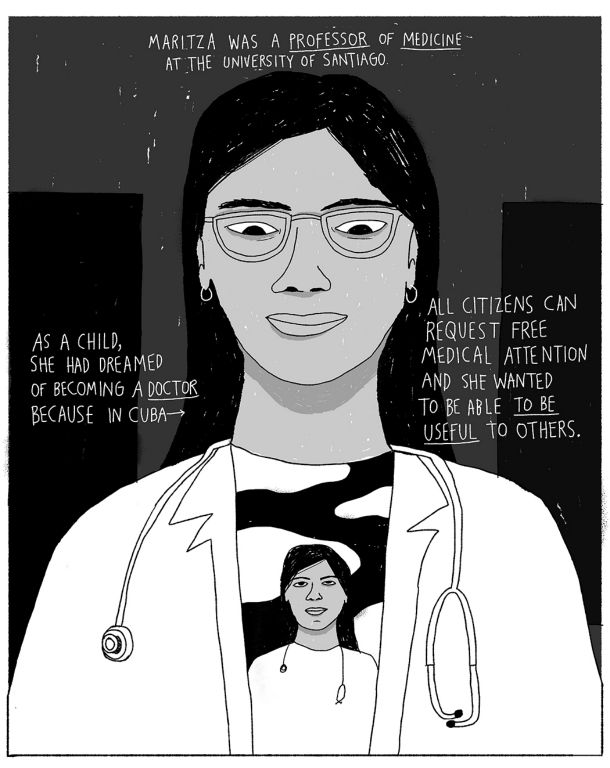 MARITZA WAS A PROFESSOR OF MEDICINE
AT THE UNIVERSITY OF SANTIAGO.
AS A CHILD,
SHE HAD DREAMED
OF BECOMING A DOCTOR
BECAUSE IN CUBA→
ALL CITIZENS CAN
REQUEST FREE
MEDICAL ATTENTION
AND SHE WANTED
TO BE ABLE TO BE
USEFUL TO OTHERS.